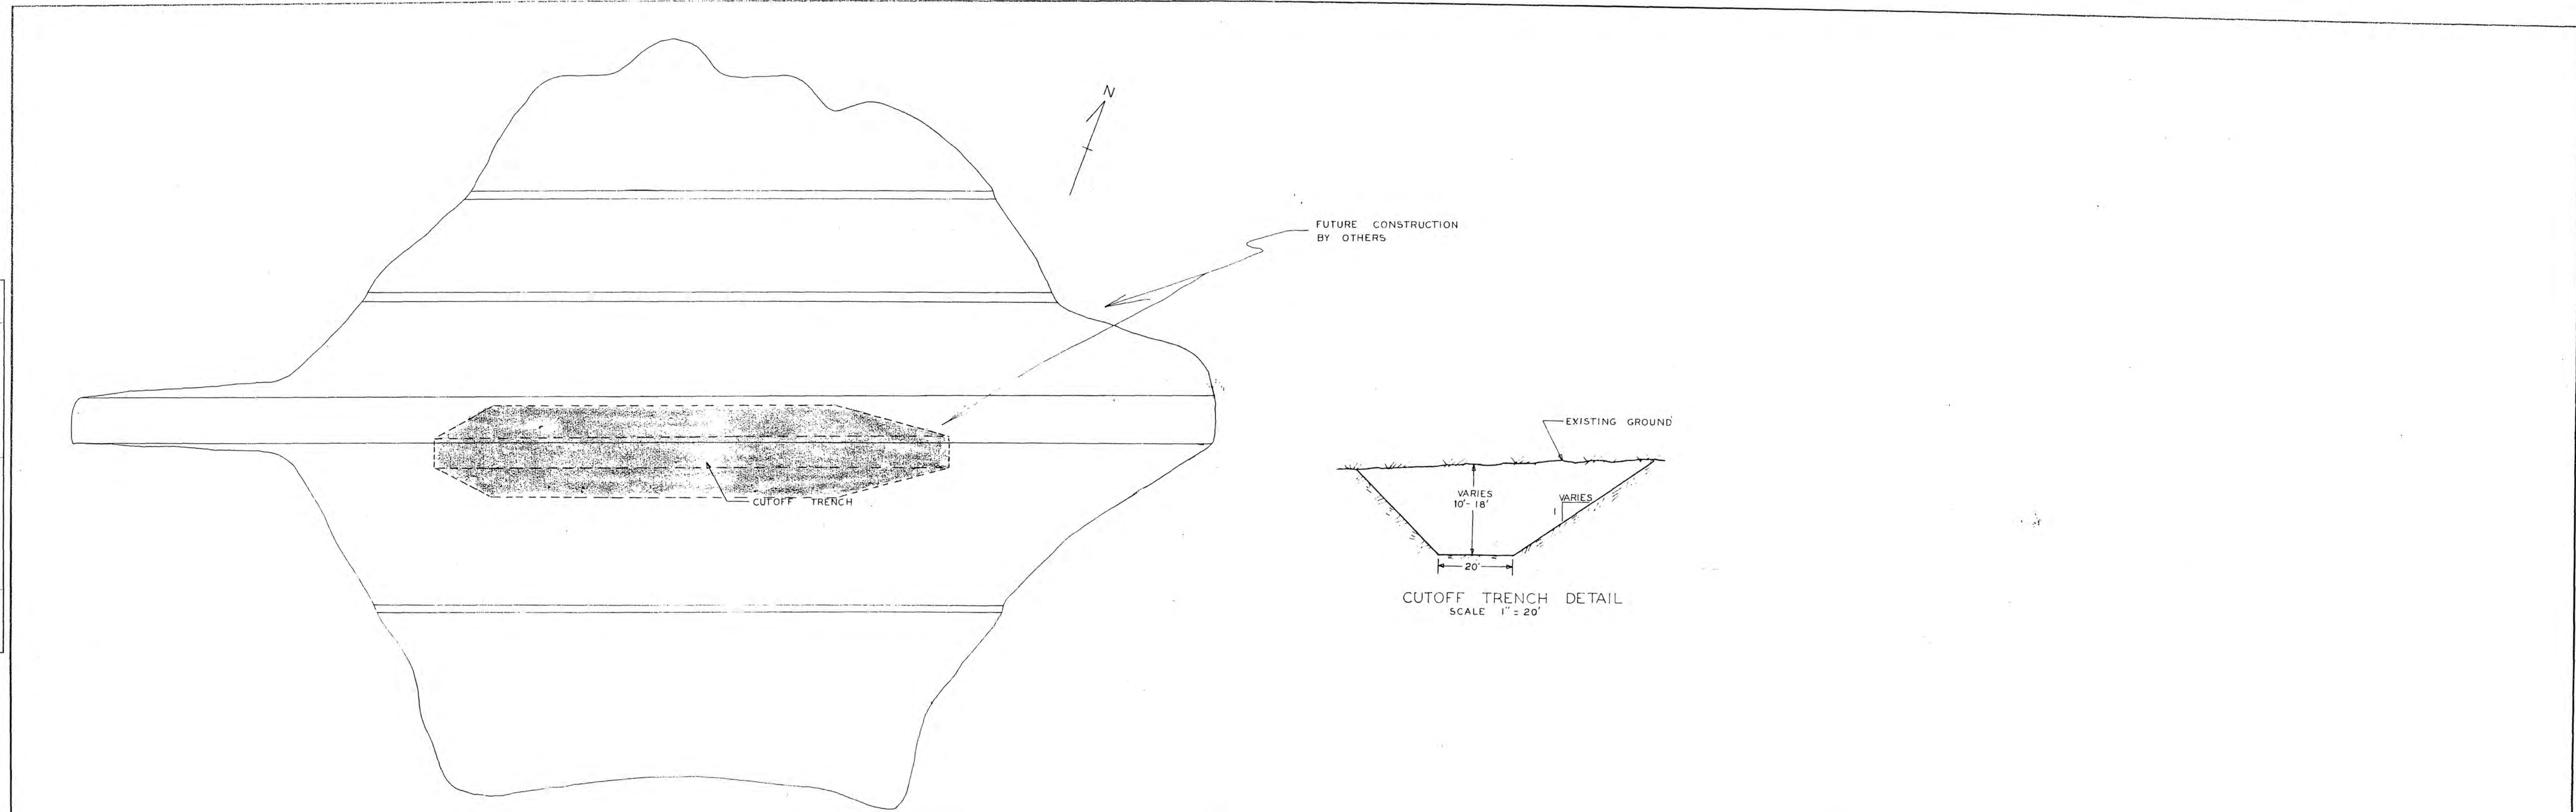 N
FUTURE CONSTRUCTION
BY OTHERS
EXISTING GROUND
VARIES
10'- 18'
VARIES
1
20'
CUTOFF TRENCH
CUTOFF TRENCH DETAIL
SCALE 1" = 20'